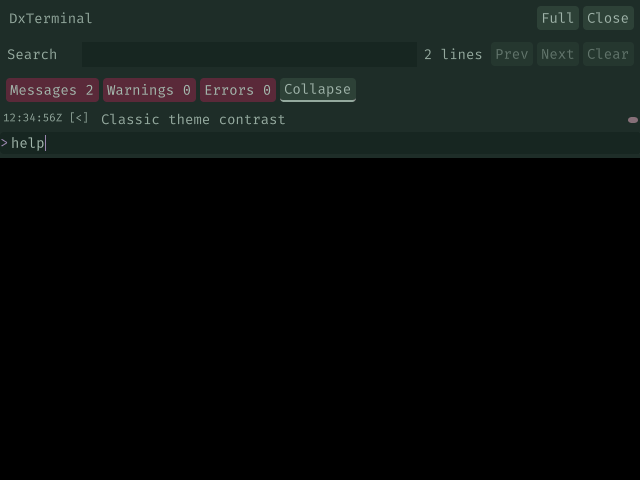 DxTerminal Full Close
Search 2 lines Prev Next Clear
Messages 2 Warnings 0 Errors 0 Collapse
12:34:56Z [<] Classic theme contrast
>help